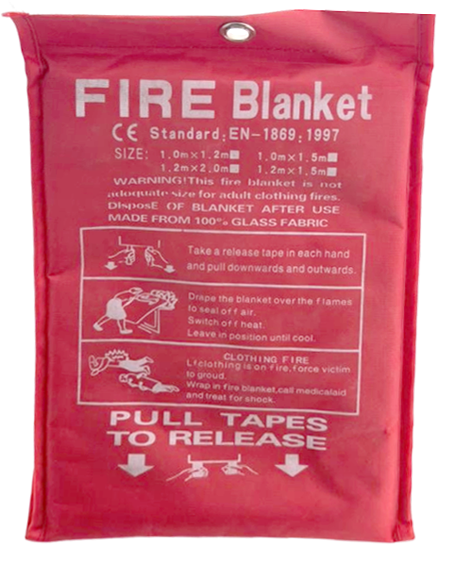 FIRE Blanket
CE Standard:EN-1869:1997
SIZE: 1.0m×1.2m 1.0m×1.5m
1.2m×2.0m 1.2m×1.5m
WARNING!This fire blanket is not
adoquate size for adult clothing fires.
DIsposE OF BLANKET AFTER USE
MADE FROM 100% GLASS FABRIC
Take a release tape in each hand
and pull downwards and outwards.
Drape the blanket over the flames
to seal off air.
Switch off heat.
Leave in position until cool.
CLOTHING FIRE
Lfclothing is on fire,force victim
to groud.
Wrap in fire blanket,call medicalaid
and treat for shock.
PULL TAPES
TO RELEASE